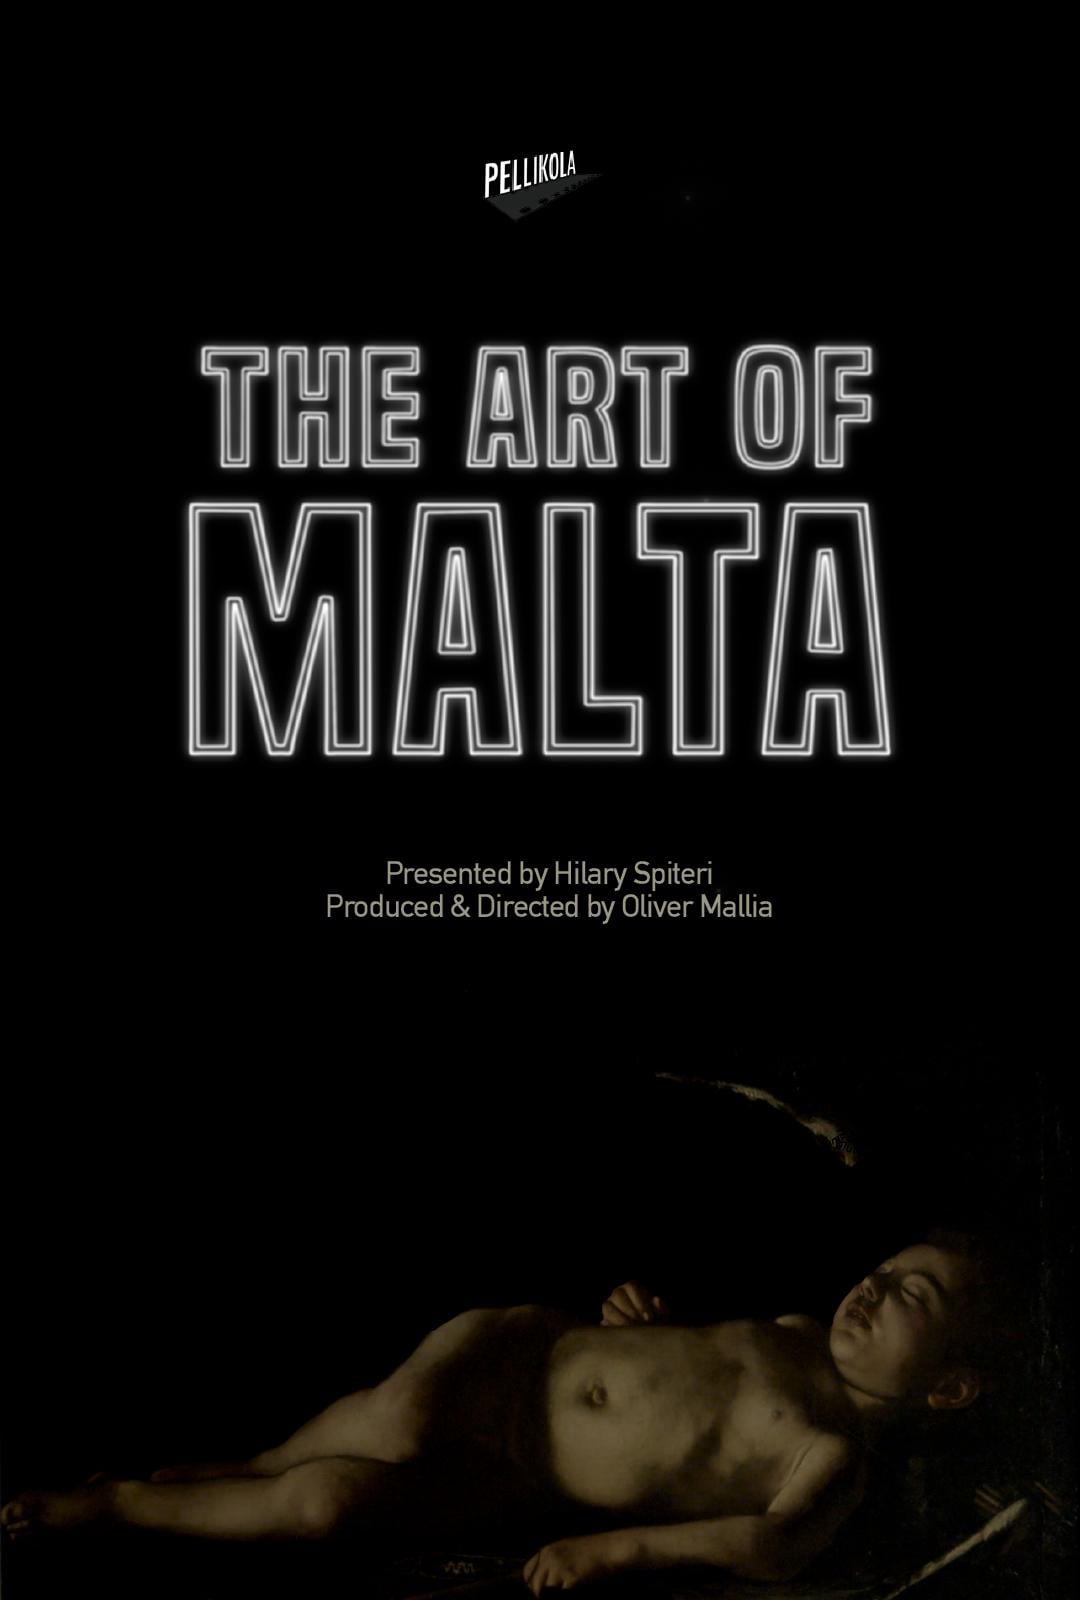 PELLIKOLA
THE ART OF
MALTA
Presented by Hilary Spiteri
Produced & Directed by Oliver Mallia